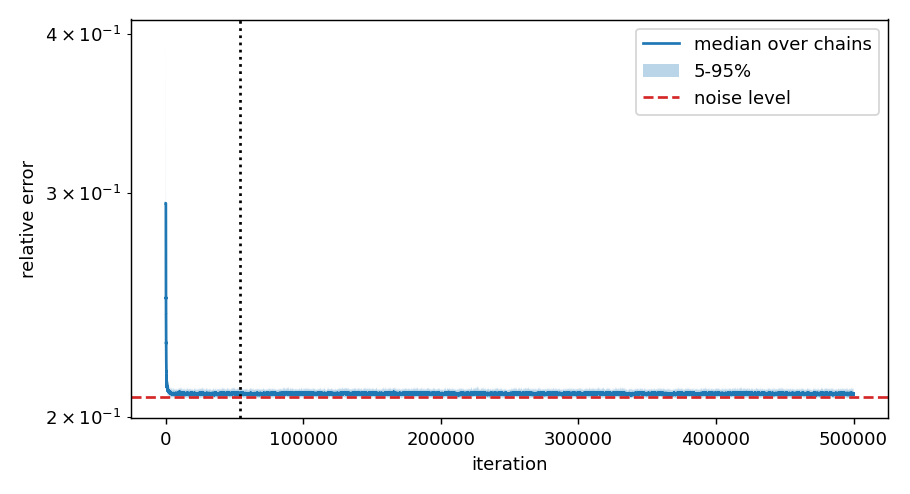 4 × 10⁻¹
3 × 10⁻¹
2 × 10⁻¹
relative error
median over chains
5-95%
noise level
0
100000
200000
300000
400000
500000
iteration